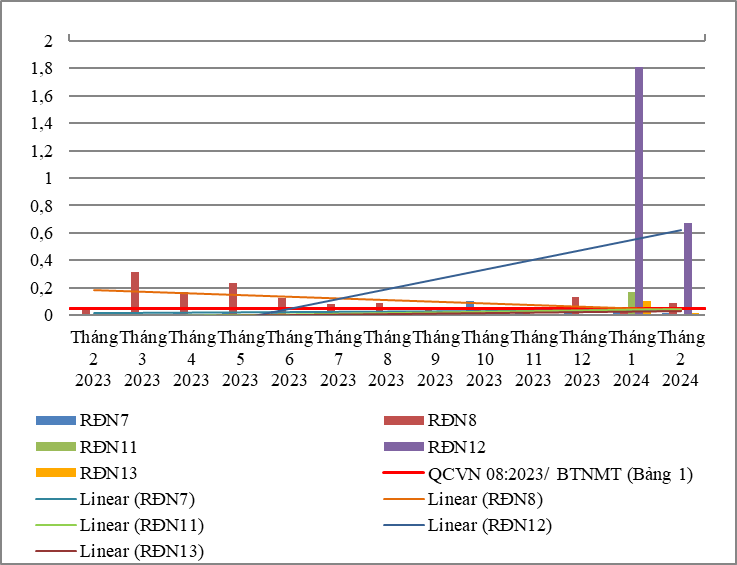 2
1,8
1,6
1,4
1,2
1
0,8
0,6
0,4
0,2
0
Tháng Tháng Tháng Tháng Tháng Tháng Tháng Tháng Tháng Tháng Tháng Tháng Tháng
2 3 4 5 6 7 8 9 10 11 12 1 2
2023 2023 2023 2023 2023 2023 2023 2023 2023 2023 2023 2024 2024
RĐN7 RĐN8
RĐN11 RĐN12
RĐN13 QCVN 08:2023/ BTNMT (Bảng 1)
Linear (RĐN7) Linear (RĐN8)
Linear (RĐN11) Linear (RĐN12)
Linear (RĐN13)